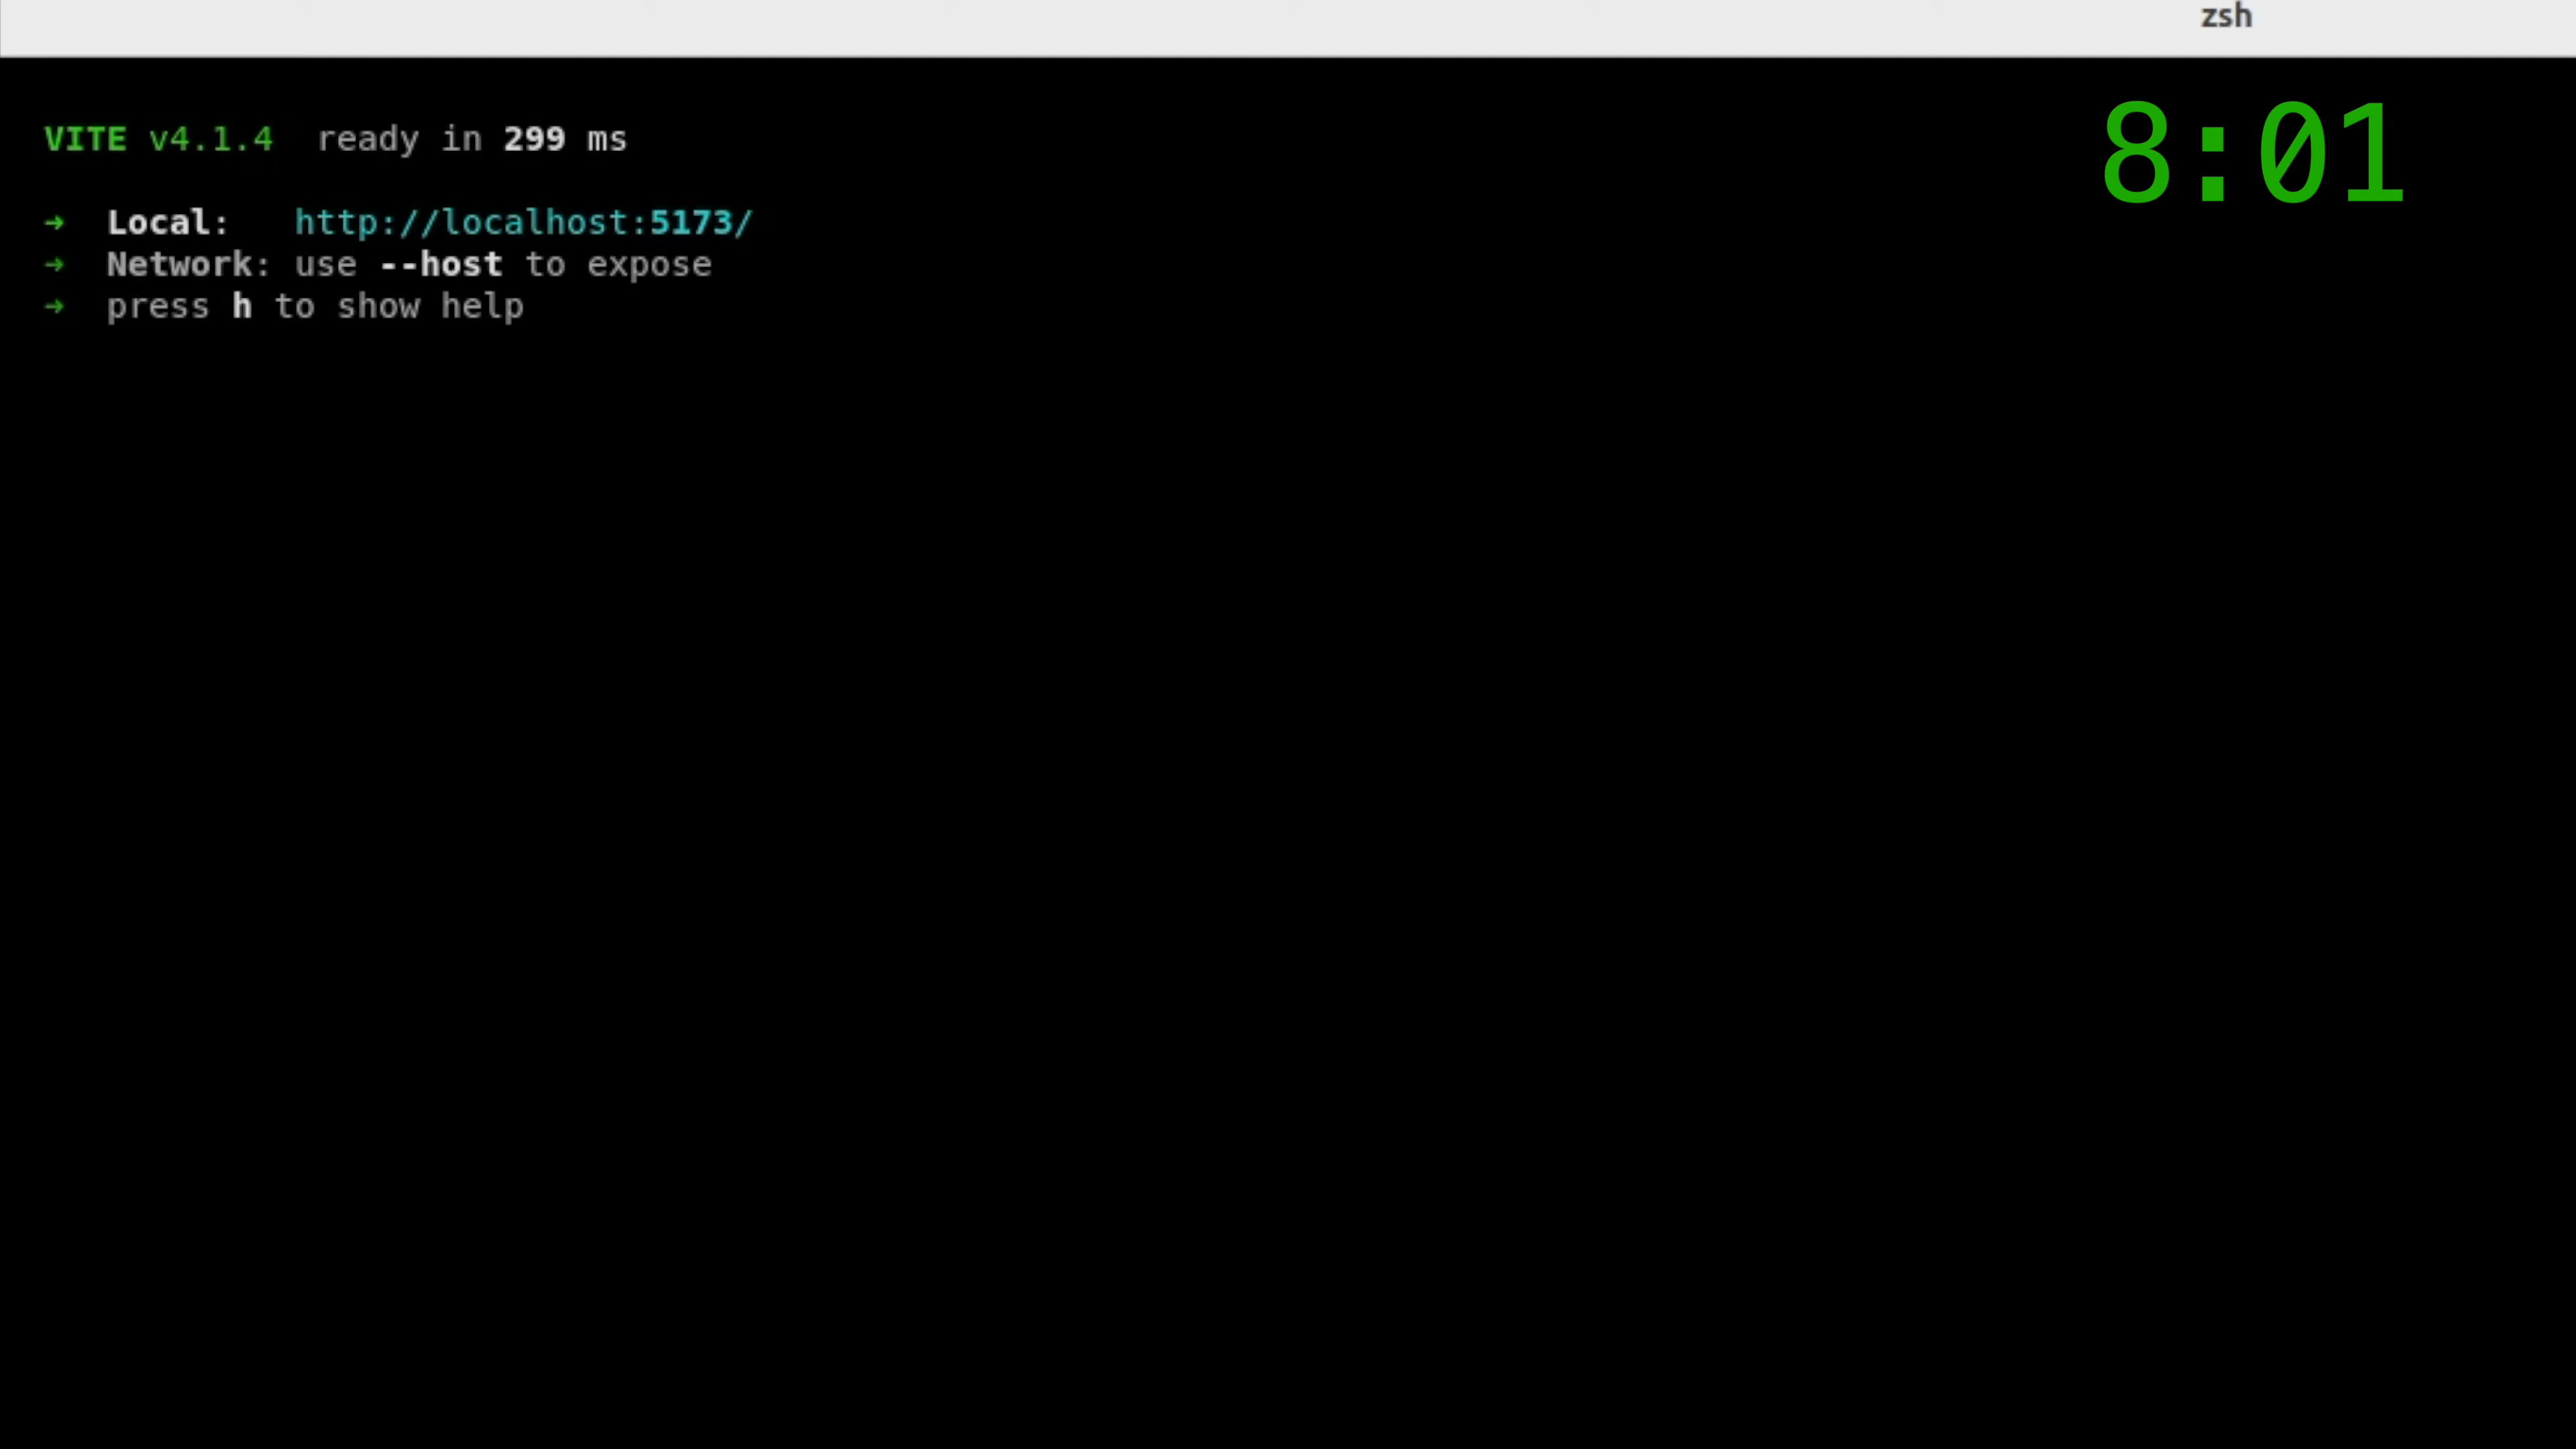 zsh
8:01
VITE v4.1.4 ready in 299 ms
➜ Local: http://localhost:5173/
➜ Network: use --host to expose
➜ press h to show help